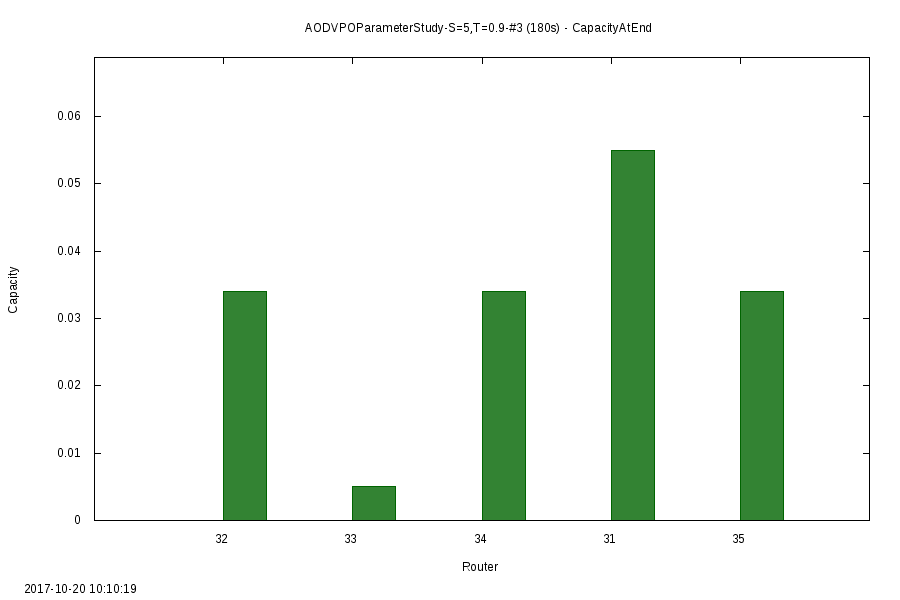 AODVPOParameterStudy-S=5,T=0.9-#3 (180s) - CapacityAtEnd
0.06
0.05
0.04
0.03
0.02
0.01
0
Capacity
32 33 34 31 35
Router
2017-10-20 10:10:19